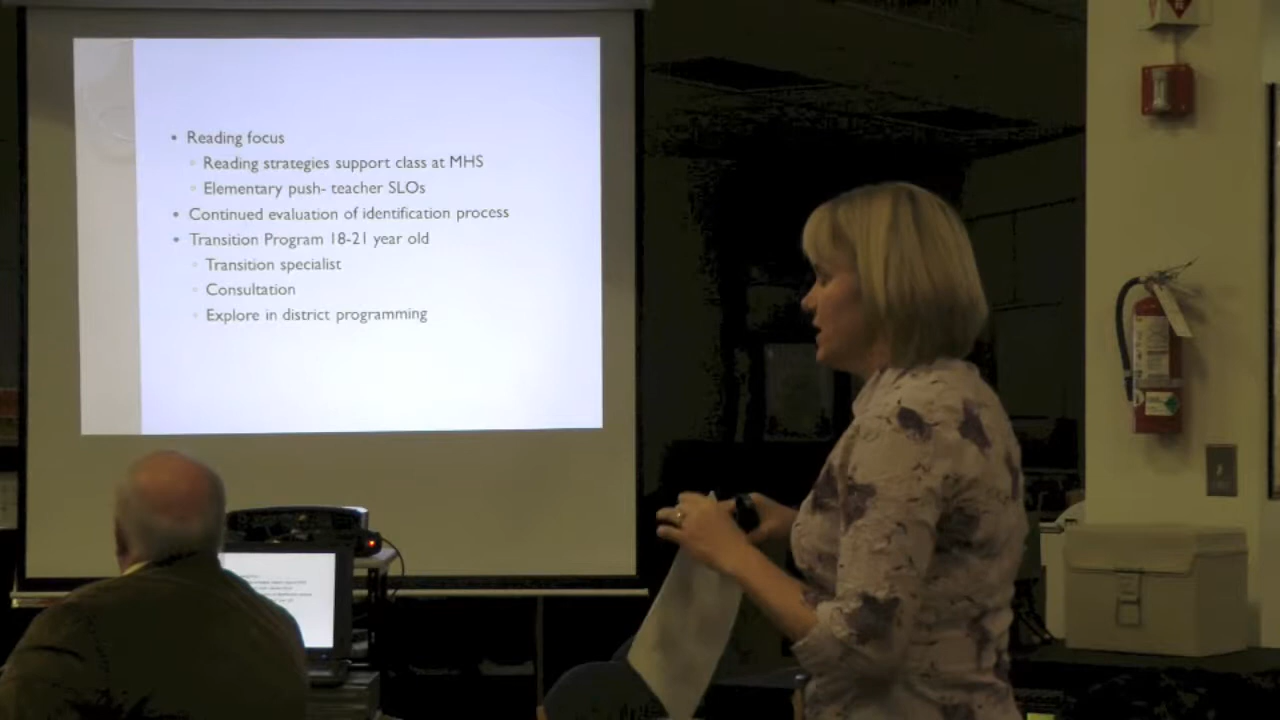 • Reading focus
◦ Reading strategies support class at MHS
◦ Elementary push- teacher SLOs
• Continued evaluation of identification process
• Transition Program 18-21 year old
◦ Transition specialist
◦ Consultation
◦ Explore in district programming